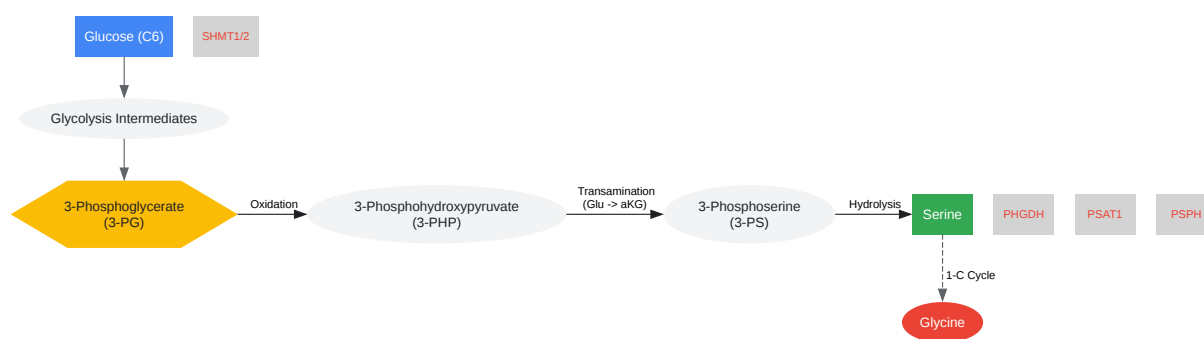 Glucose (C6)
SHMT1/2
Glycolysis Intermediates
3-Phosphoglycerate
(3-PG)
Oxidation
3-Phosphohydroxypyruvate
(3-PHP)
Transamination
(Glu -> aKG)
3-Phosphoserine
(3-PS)
Hydrolysis
Serine
PHGDH
PSAT1
PSPH
1-C Cycle
Glycine